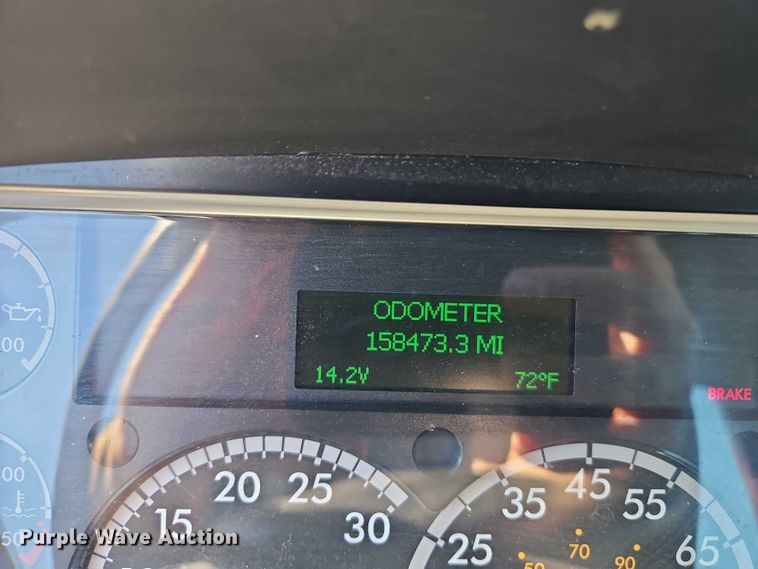 ODOMETER
158473.3 MI
14.2V 72°F
BRAKE
15 20 25 30
25 35 45 55 65
50 70 90
Purple Wave Auction